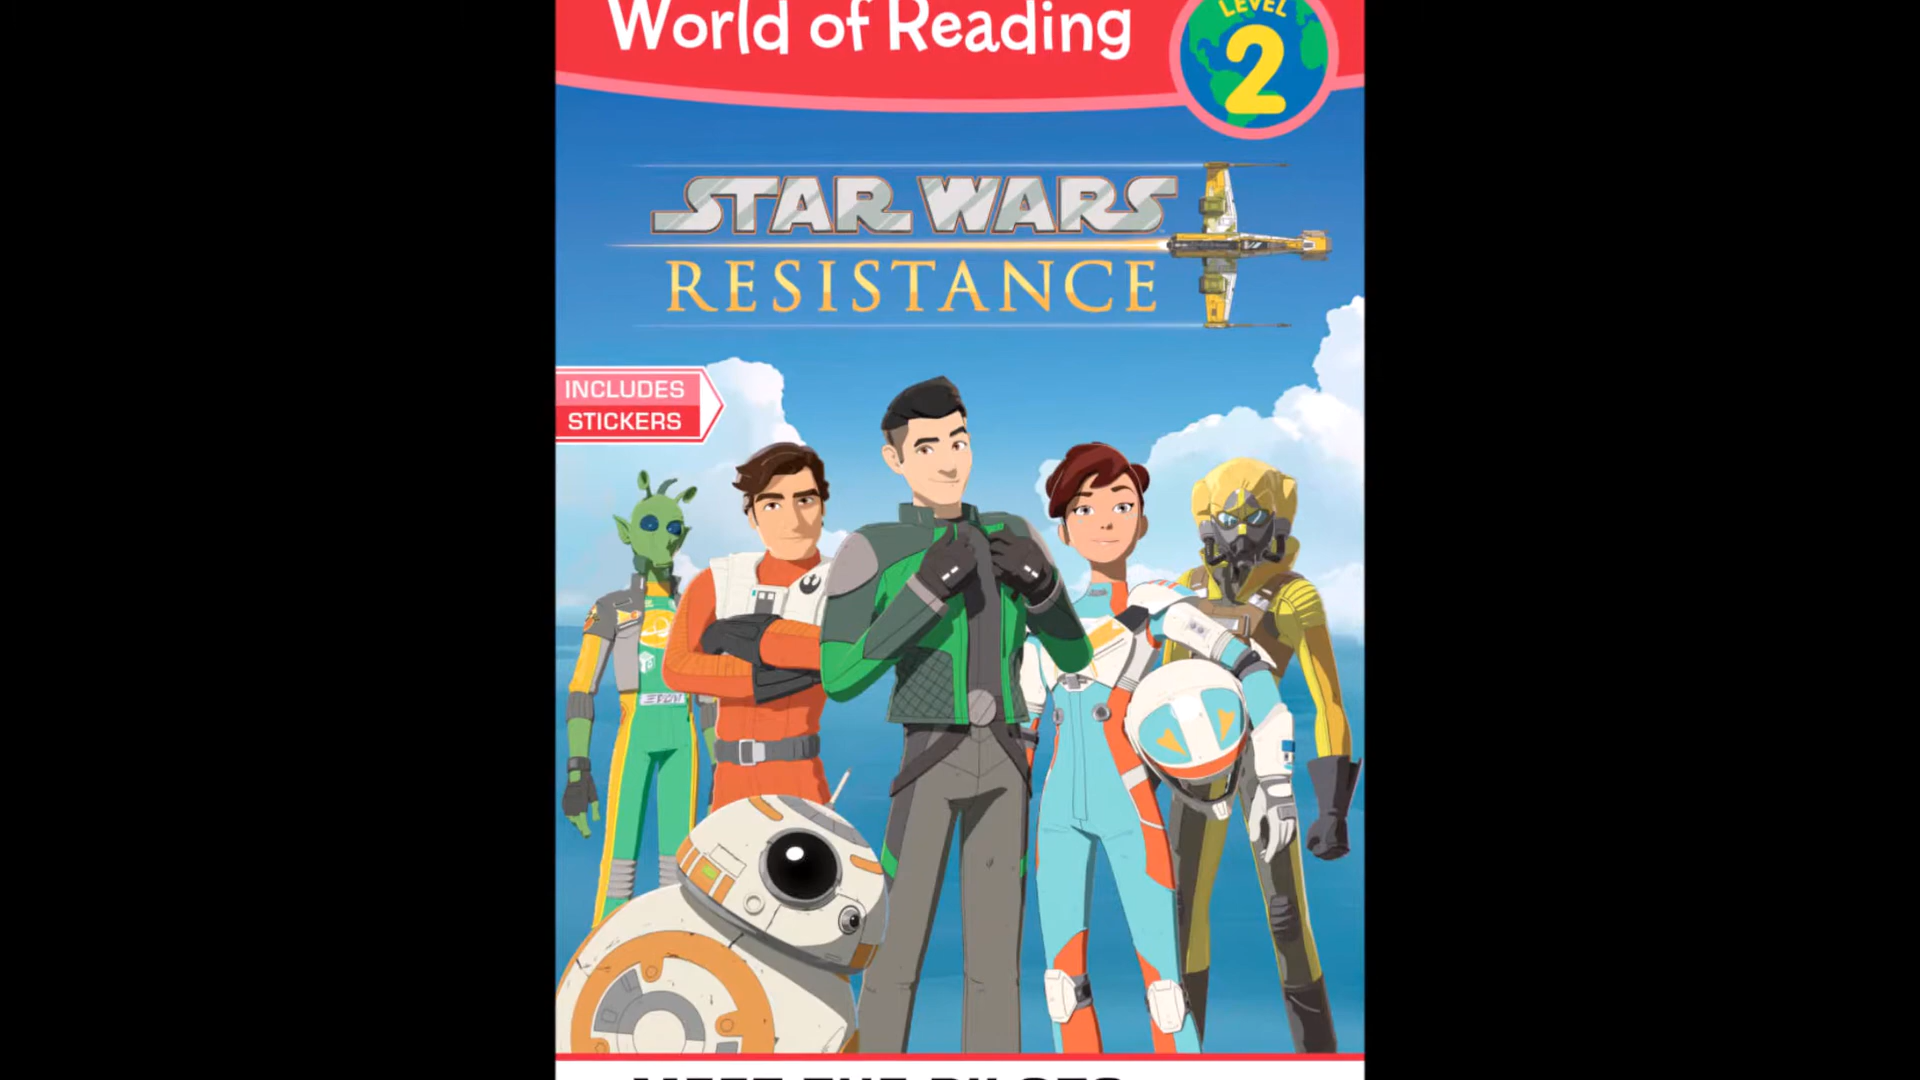 World of Reading
LEVEL
2
STAR WARS
RESISTANCE
INCLUDES
STICKERS